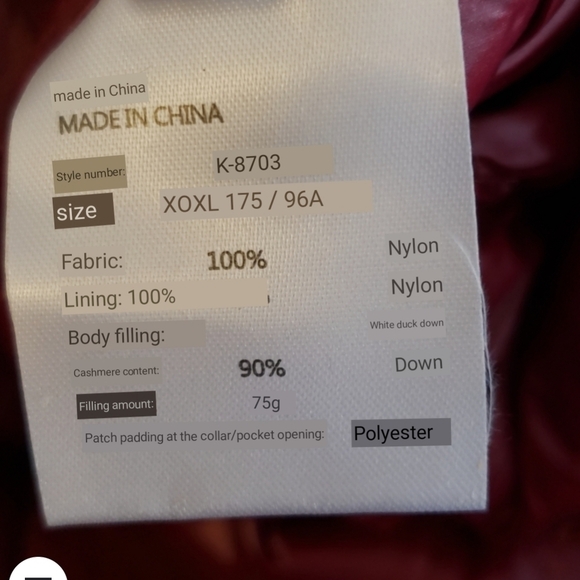 made in China
MADE IN CHINA
Style number: K-8703
size XOXL 175 / 96A
Fabric: 100% Nylon
Lining: 100% Nylon
Body filling: White duck down
Cashmere content: 90% Down
Filling amount: 75g
Patch padding at the collar/pocket opening: Polyester